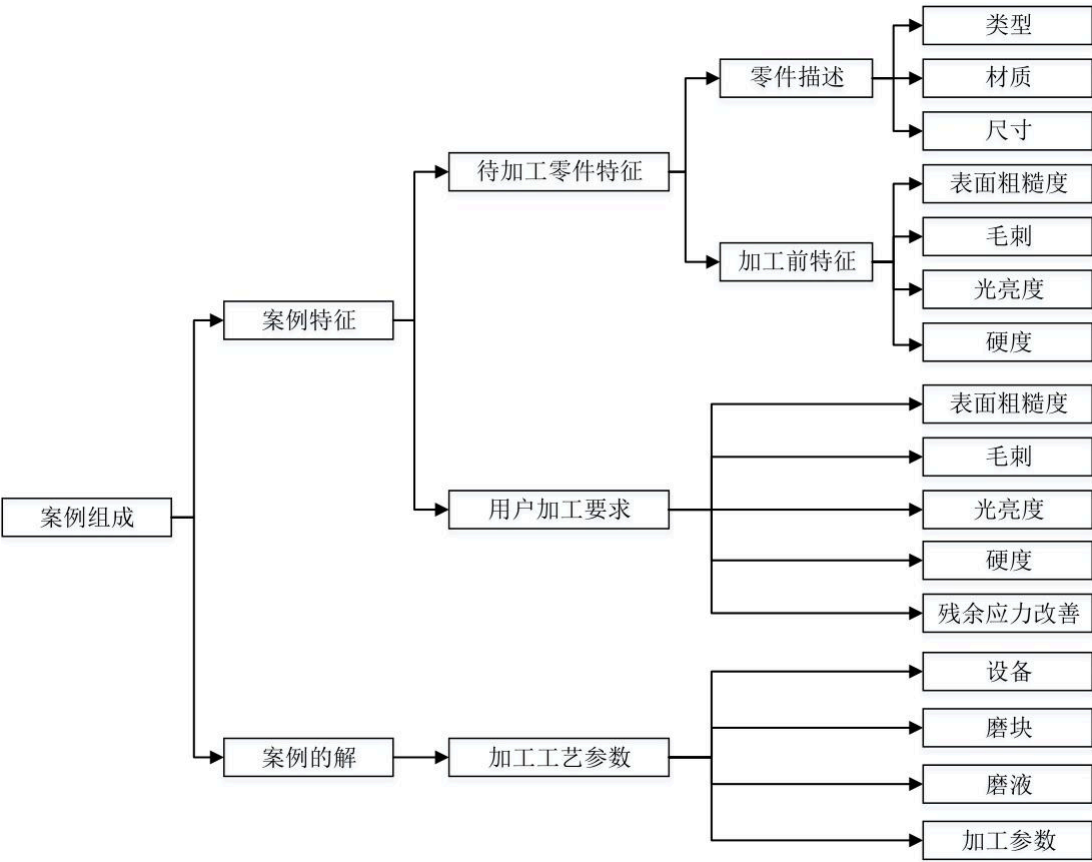 案例组成
案例特征
待加工零件特征
零件描述
类型
材质
尺寸
加工前特征
表面粗糙度
毛刺
光亮度
硬度
用户加工要求
表面粗糙度
毛刺
光亮度
硬度
残余应力改善
案例的解
加工工艺参数
设备
磨块
磨液
加工参数